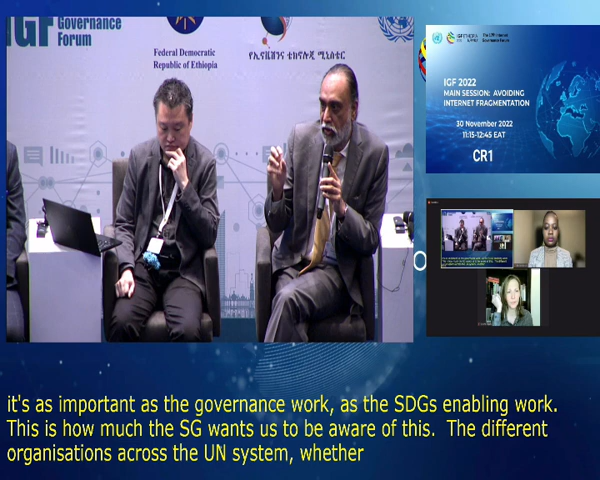 IGF Governance
Forum
Federal Democratic
Republic of Ethiopia
የኢኖቬሽንና ቴክኖሎጂ ሚኒስቴር
IGF 2022
MAIN SESSION: AVOIDING
INTERNET FRAGMENTATION
30 November 2022
11:15-12:45 EAT
CR1
it's as important as the governance work, as the SDGs enabling work.
This is how much the SG wants us to be aware of this. The different
organisations across the UN system, whether